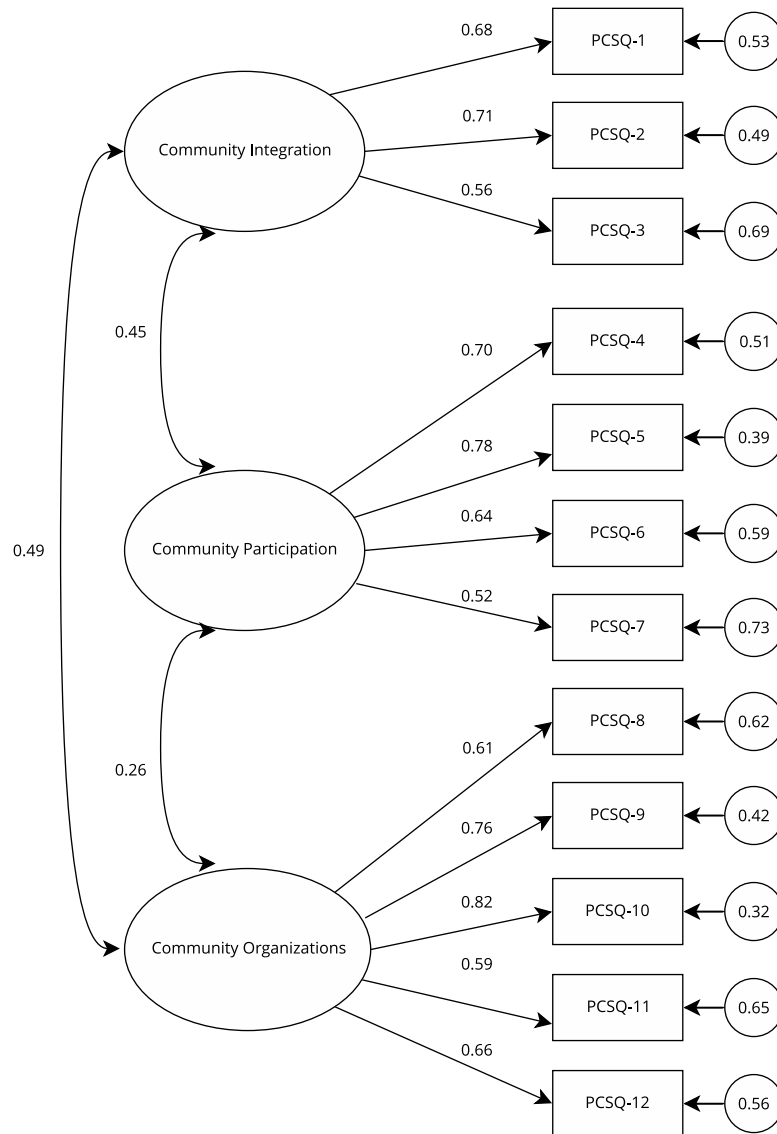 0.68 PCSQ-1 0.53
Community Integration 0.71 PCSQ-2 0.49
0.56 PCSQ-3 0.69
0.45
0.70 PCSQ-4 0.51
0.78 PCSQ-5 0.39
0.49
Community Participation 0.64 PCSQ-6 0.59
0.52 PCSQ-7 0.73
0.26
0.61 PCSQ-8 0.62
0.76 PCSQ-9 0.42
Community Organizations 0.82 PCSQ-10 0.32
0.59 PCSQ-11 0.65
0.66 PCSQ-12 0.56